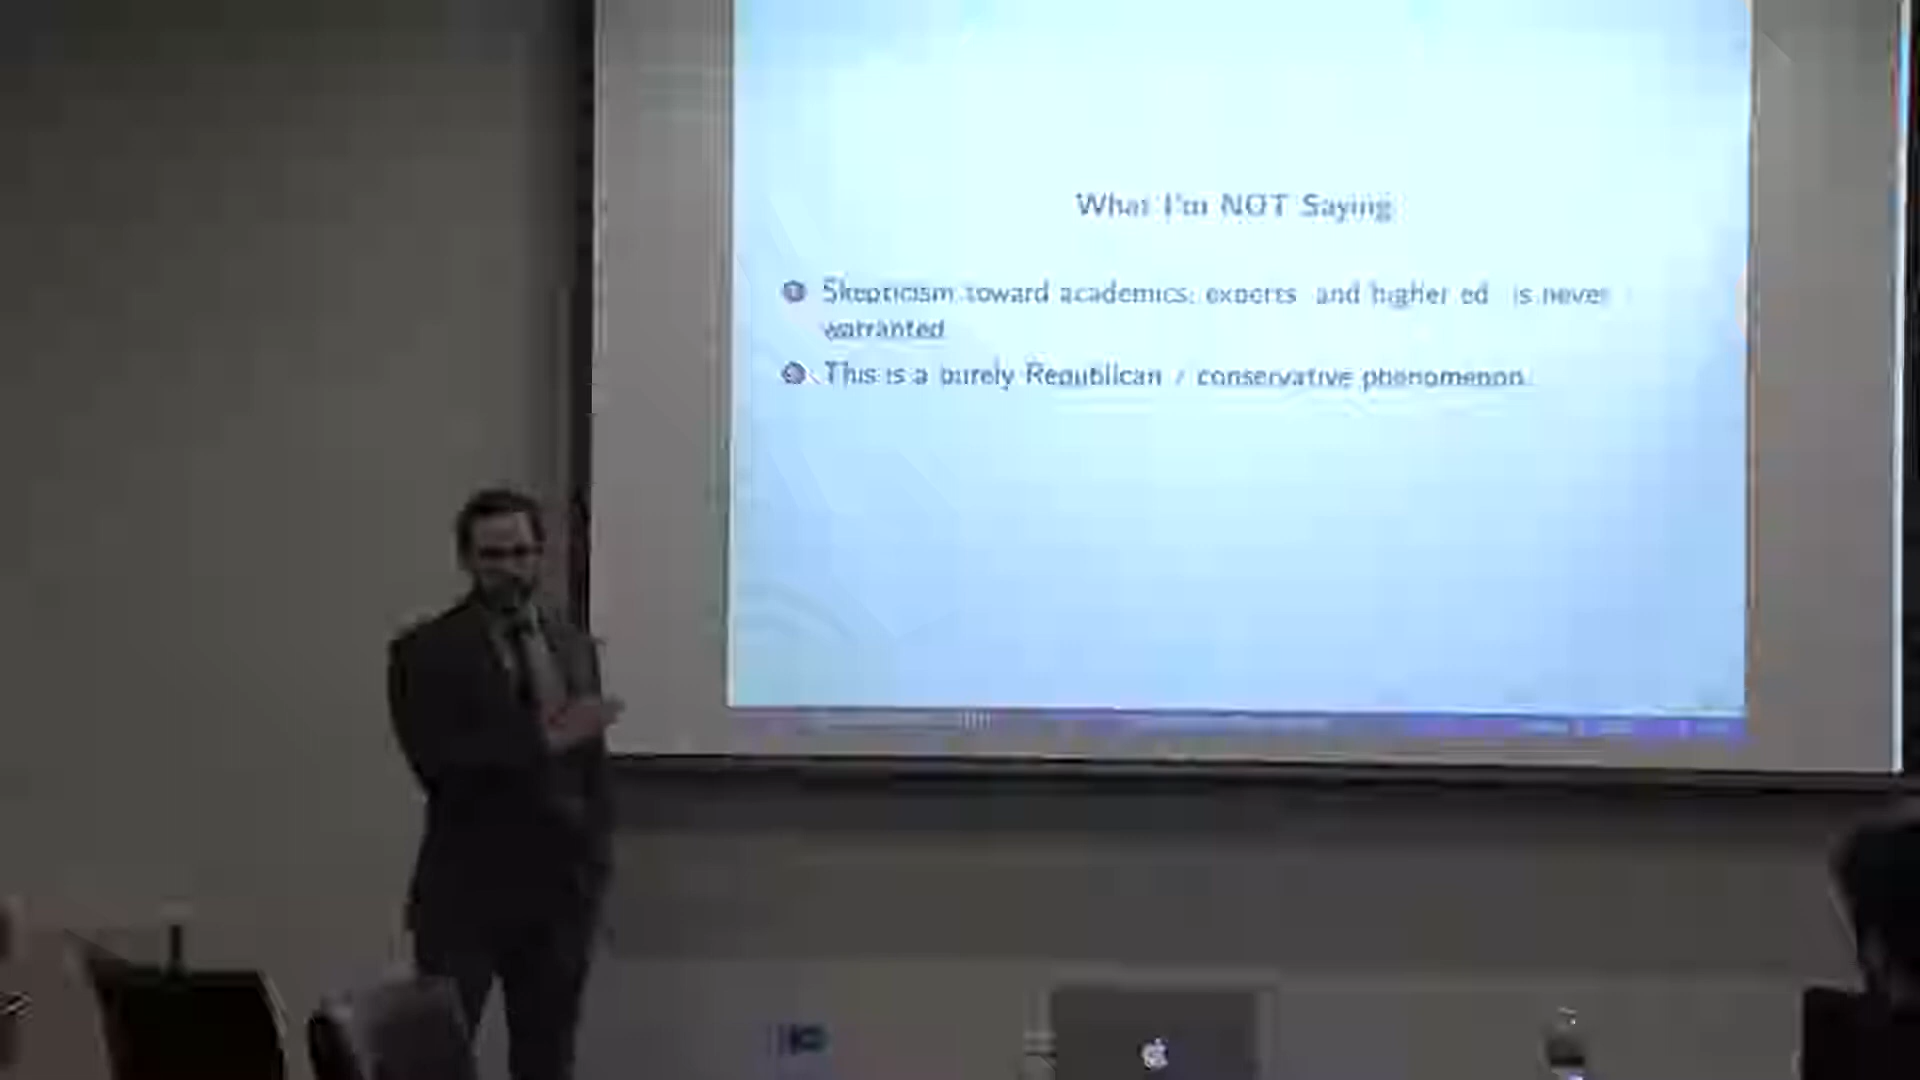 What I'm NOT Saying
Skepticism toward academics, experts, and higher ed. is never
warranted.
This is a purely Republican / conservative phenomenon.